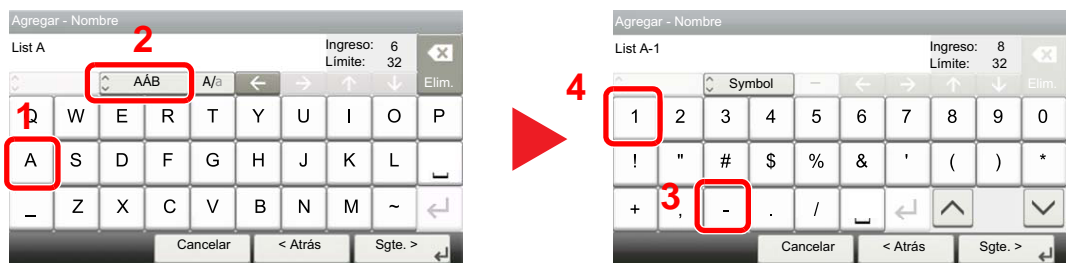 Agregar - Nombre
List A
Ingreso: 6
Límite: 32
2
AÁB A/a Elim.
1
Q W E R T Y U I O P
A S D F G H J K L
_ Z X C V B N M ~
Cancelar < Atrás Sgte. >
Agregar - Nombre
List A-1
Ingreso: 8
Límite: 32
Symbol Elim.
4
1 2 3 4 5 6 7 8 9 0
! " # $ % & ' ( ) *
3
+ , - . /
Cancelar < Atrás Sgte. >